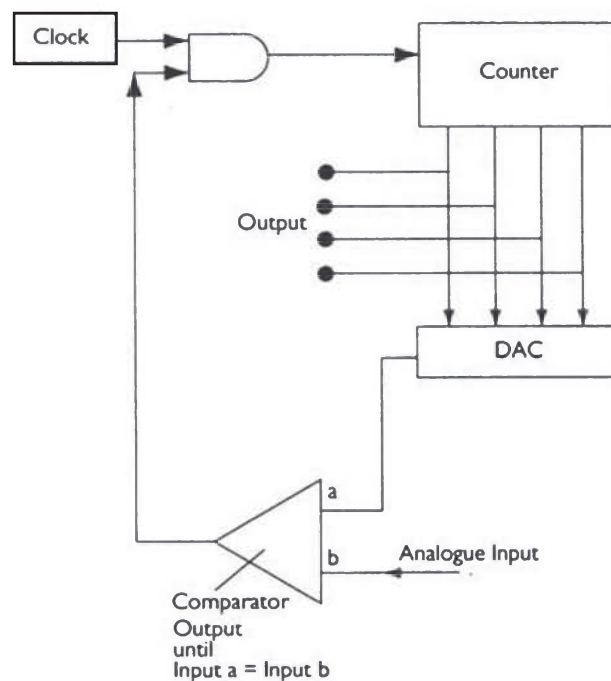 Clock
Counter
Output
DAC
a
b
Analogue Input
Comparator
Output
until
Input a = Input b